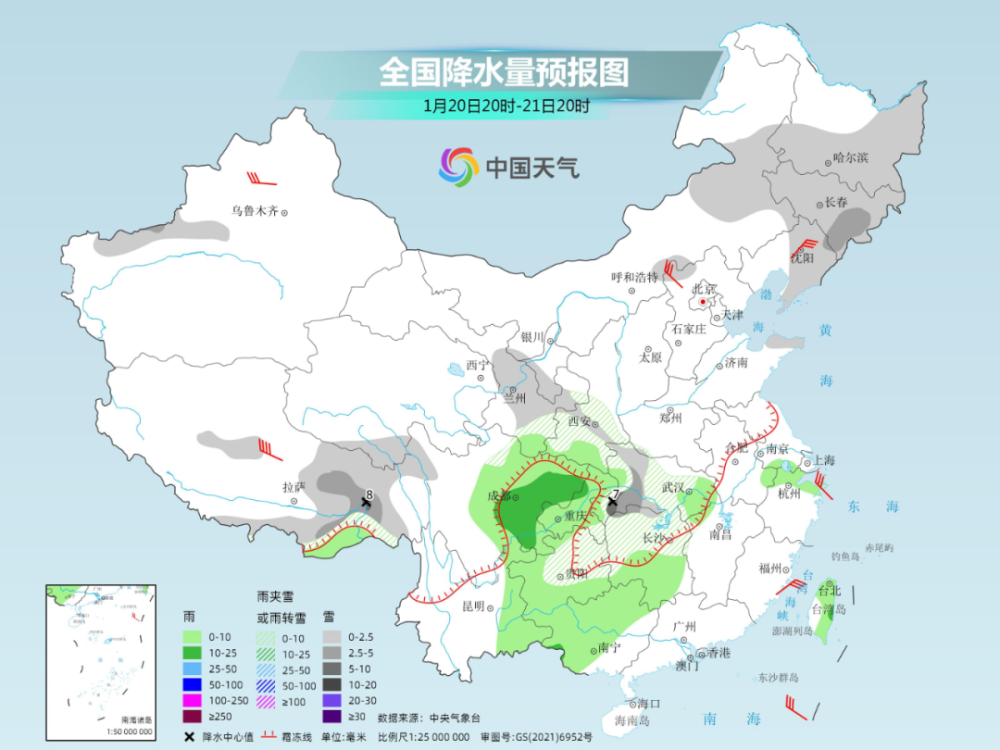 全国降水量预报图
1月20日20时-21日20时
中国天气
哈尔滨
长春
乌鲁木齐
沈阳
呼和浩特
北京
渤
天津
海
黄
石家庄
银川
太原
济南
西宁
海
兰州
郑州
西安
合肥
南京
上海
拉萨
8
成都
7
武汉
杭州
重庆
东 海
长沙
南昌
钓鱼岛
赤尾屿
贵阳
福州
台
湾
海
峡
台北
台湾岛
昆明
广州
澎湖列岛
南宁
香港
澳门
东沙群岛
海口
海南岛
南 海
南海诸岛
1:50 000 000
雨
雨夹雪
或雨转雪
雪
0-10
0-10
0-2.5
10-25
10-25
2.5-5
25-50
25-50
5-10
50-100
50-100
10-20
100-250
≥100
20-30
≥250
≥30
数据来源：中央气象台
降水中心值
霜冻线
单位:毫米
比例尺1:25 000 000
审图号:GS(2021)6952号